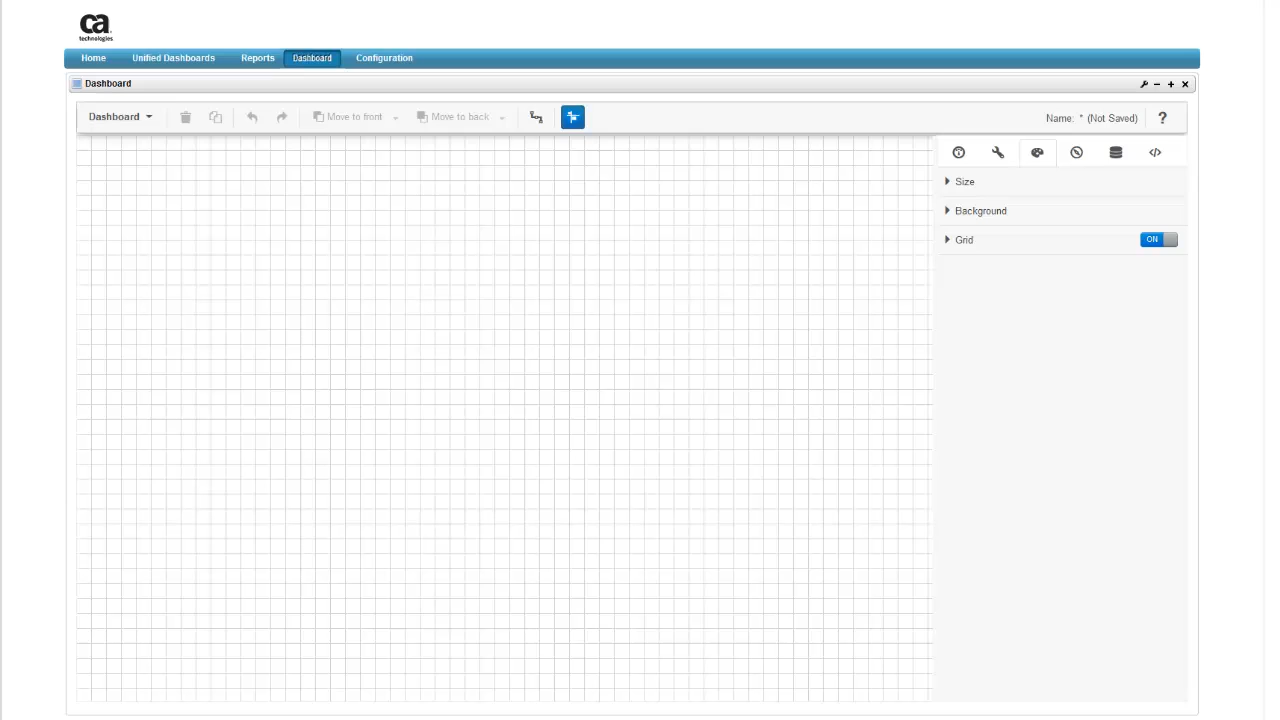 ca
technologies
Home Unified Dashboards Reports Dashboard Configuration
Dashboard
Dashboard Move to front Move to back Name: * (Not Saved) ?
Size
Background
Grid ON